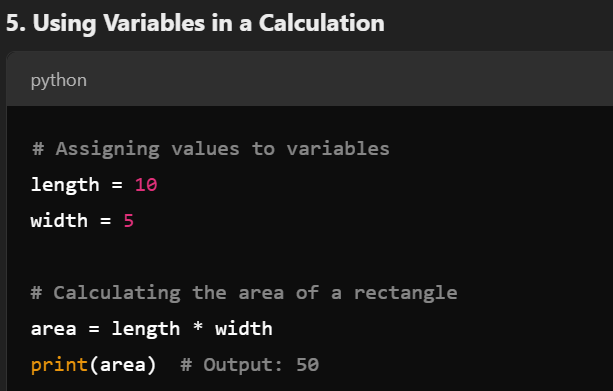 5. Using Variables in a Calculation
python
# Assigning values to variables
length = 10
width = 5
# Calculating the area of a rectangle
area = length * width
print(area)  # Output: 50